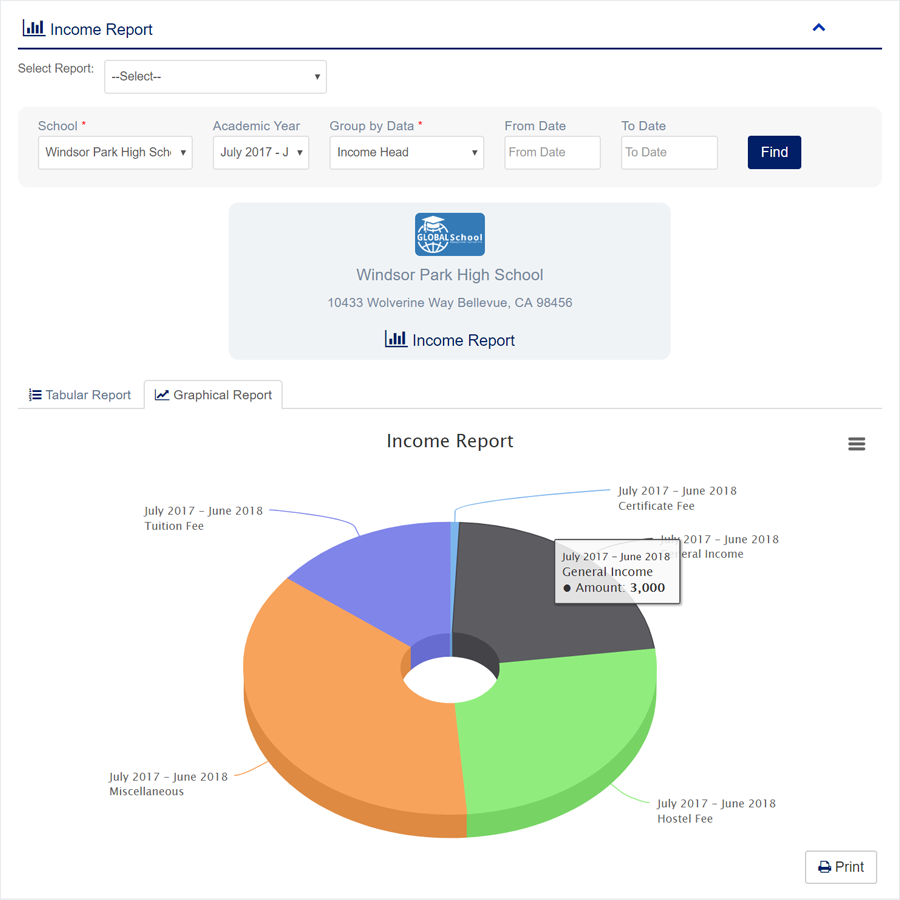 Income Report
Select Report:
--Select--
School *
Academic Year
Group by Data *
From Date
To Date
Windsor Park High Sch
July 2017 - J
Income Head
From Date
To Date
Find
GLOBAL School
Windsor Park High School
10433 Wolverine Way Bellevue, CA 98456
Income Report
Tabular Report
Graphical Report
Income Report
July 2017 – June 2018
Certificate Fee
July 2017 – June 2018
Tuition Fee
July 2017 – June 2018
General Income
July 2017 – June 2018
General Income
● Amount: 3,000
July 2017 – June 2018
Miscellaneous
July 2017 – June 2018
Hostel Fee
Print